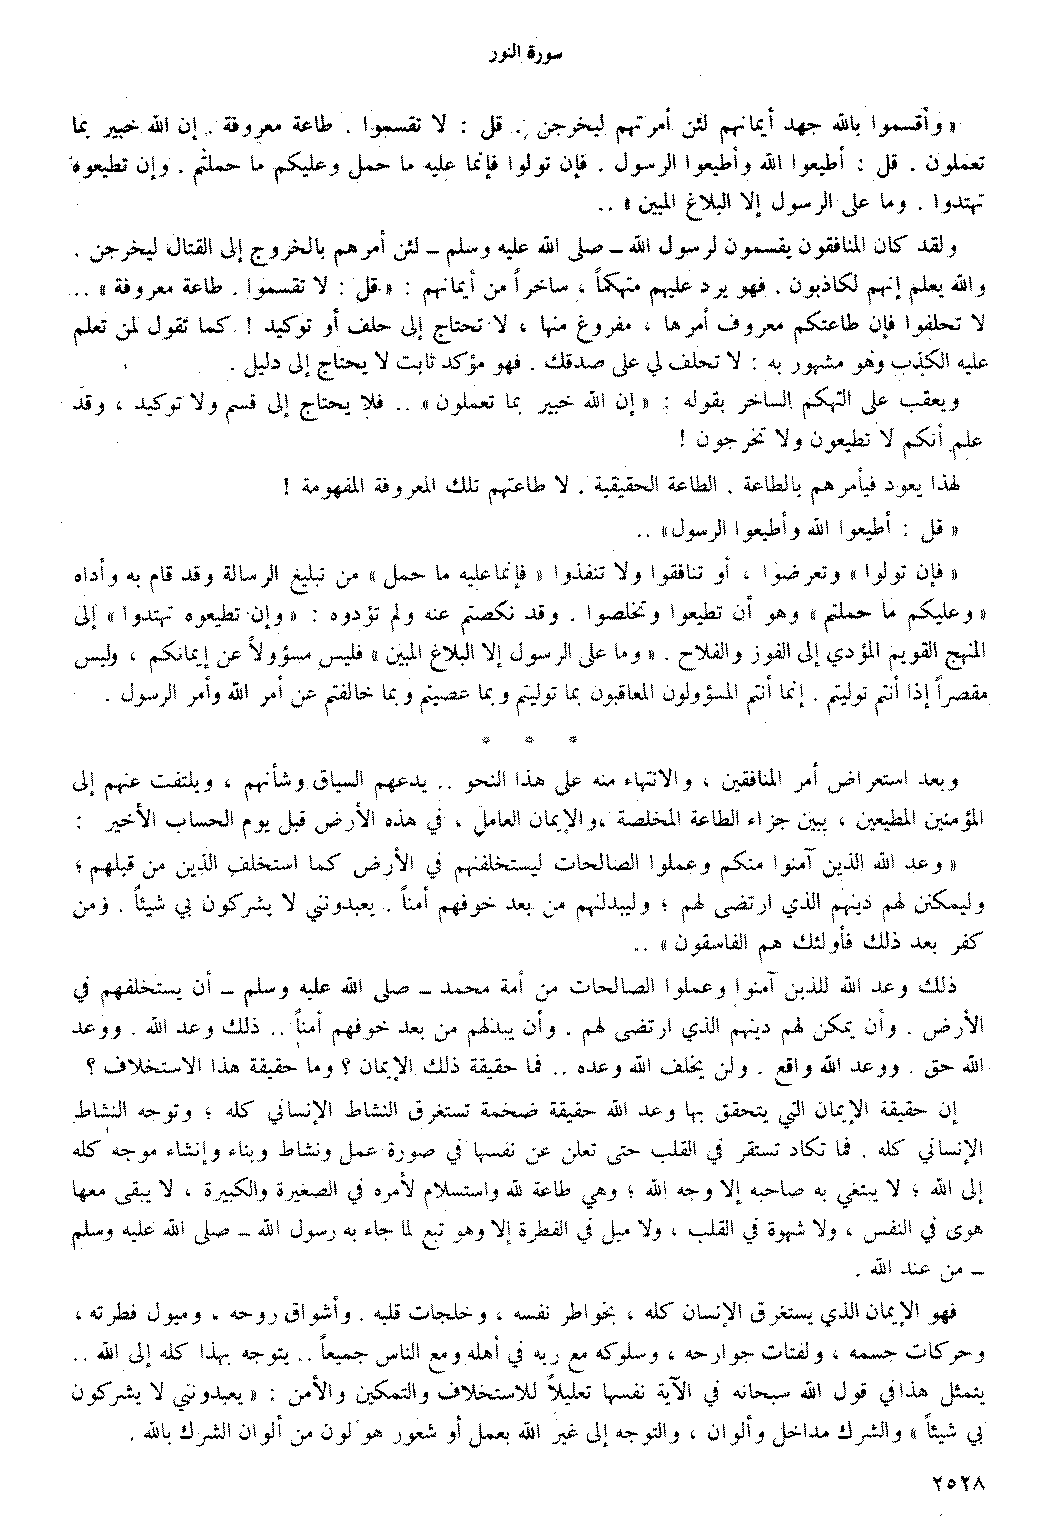 سورة النور
« وأقسموا بالله جهد أيمانهم لئن أمرتهم ليخرجن . قل : لا تقسموا . طاعة معروفة . إن الله خبير بما
تعملون . قل : أطيعوا الله وأطيعوا الرسول . فإن تولوا فإنما عليه ما حمل وعليكم ما حملتم . وإن تطيعوه
تهتدوا . وما على الرسول إلا البلاغ المبين » ..
ولقد كان المنافقون يقسمون لرسول الله – صلى الله عليه وسلم – لئن أمرهم بالخروج إلى القتال ليخرجن .
والله يعلم إنهم لكاذبون . فهو يرد عليهم متهكماً ، ساخراً من أيمانهم : « قل : لا تقسموا . طاعة معروفة » ..
لا تحلفوا فإن طاعتكم معروف أمرها ، مفروغ منها ، لا تحتاج إلى حلف أو توكيد ! كما تقول لمن تعلم
عليه الكذب وهو مشهور به : لا تحلف لي على صدقك . فهو مؤكد ثابت لا يحتاج إلى دليل .
ويعقب على التهكم الساخر بقوله : « إن الله خبير بما تعملون » .. فلا يحتاج إلى قسم ولا توكيد ، وقد
علم أنكم لا تطيعون ولا تخرجون !
لهذا يعود فيأمرهم بالطاعة . الطاعة الحقيقية . لا طاعتهم تلك المعروفة المفهومة !
« قل : أطيعوا الله وأطيعوا الرسول » ..
« فإن تولوا » وتعرضوا ، أو تنافقوا ولا تنفذوا « فإنما عليه ما حمل » من تبليغ الرسالة وقد قام به وأداه
« وعليكم ما حملتم » وهو أن تطيعوا وتخلصوا . وقد نكصتم عنه ولم تؤدوه : « وإن تطيعوه تهتدوا » إلى
المنهج القويم المؤدي إلى الفوز والفلاح . « وما على الرسول إلا البلاغ المبين » فليس مسؤولاً عن إيمانكم ، وليس
مقصراً إذا أنتم توليتم . إنما أنتم المسؤولون المعاقبون بما توليتم وبما عصيتم وبما خالفتم عن أمر الله وأمر الرسول .
* * *
وبعد استعراض أمر المنافقين ، والانتهاء منه على هذا النحو .. يدعهم السياق وشأنهم ، ويلتفت عنهم إلى
المؤمنين المطيعين ، يبين جزاء الطاعة المخلصة ، والإيمان العامل ، في هذه الأرض قبل يوم الحساب الأخير :
« وعد الله الذين آمنوا منكم وعملوا الصالحات ليستخلفنهم في الأرض كما استخلف الذين من قبلهم ؛
وليمكنن لهم دينهم الذي ارتضى لهم ؛ وليبدلنهم من بعد خوفهم أمناً . يعبدونني لا يشركون بي شيئاً . ومن
كفر بعد ذلك فأولئك هم الفاسقون » ..
ذلك وعد الله للذين آمنوا وعملوا الصالحات من أمة محمد – صلى الله عليه وسلم – أن يستخلفهم في
الأرض . وأن يمكن لهم دينهم الذي ارتضى لهم . وأن يبدلهم من بعد خوفهم أمناً .. ذلك وعد الله . ووعد
الله حق . ووعد الله واقع . ولن يخلف الله وعده .. فما حقيقة ذلك الإيمان ؟ وما حقيقة هذا الاستخلاف ؟
إن حقيقة الإيمان التي يتحقق بها وعد الله حقيقة ضخمة تستغرق النشاط الإنساني كله ؛ وتوجه النشاط
الإنساني كله . فما تكاد تستقر في القلب حتى تعلن عن نفسها في صورة عمل ونشاط وبناء وإنشاء موجه كله
إلى الله ؛ لا يبتغي به صاحبه إلا وجه الله ؛ وهي طاعة لله واستسلام لأمره في الصغيرة والكبيرة ، لا يبقى معها
هوى في النفس ، ولا شهوة في القلب ، ولا ميل في الفطرة إلا وهو تبع لما جاء به رسول الله – صلى الله عليه وسلم
– من عند الله .
فهو الإيمان الذي يستغرق الإنسان كله ، بخواطر نفسه ، وخلجات قلبه . وأشواق روحه ، وميول فطرته ،
وحركات جسمه ، ولفتات جوارحه ، وسلوكه مع ربه في أهله ومع الناس جميعاً .. يتوجه بهذا كله إلى الله ..
يتمثل هذا في قول الله سبحانه في الآية نفسها تعليلاً للاستخلاف والتمكين والأمن : « يعبدونني لا يشركون
بي شيئاً » والشرك مداخل وألوان ، والتوجه إلى غير الله بعمل أو شعور هو لون من ألوان الشرك بالله .
٢٥٢٨